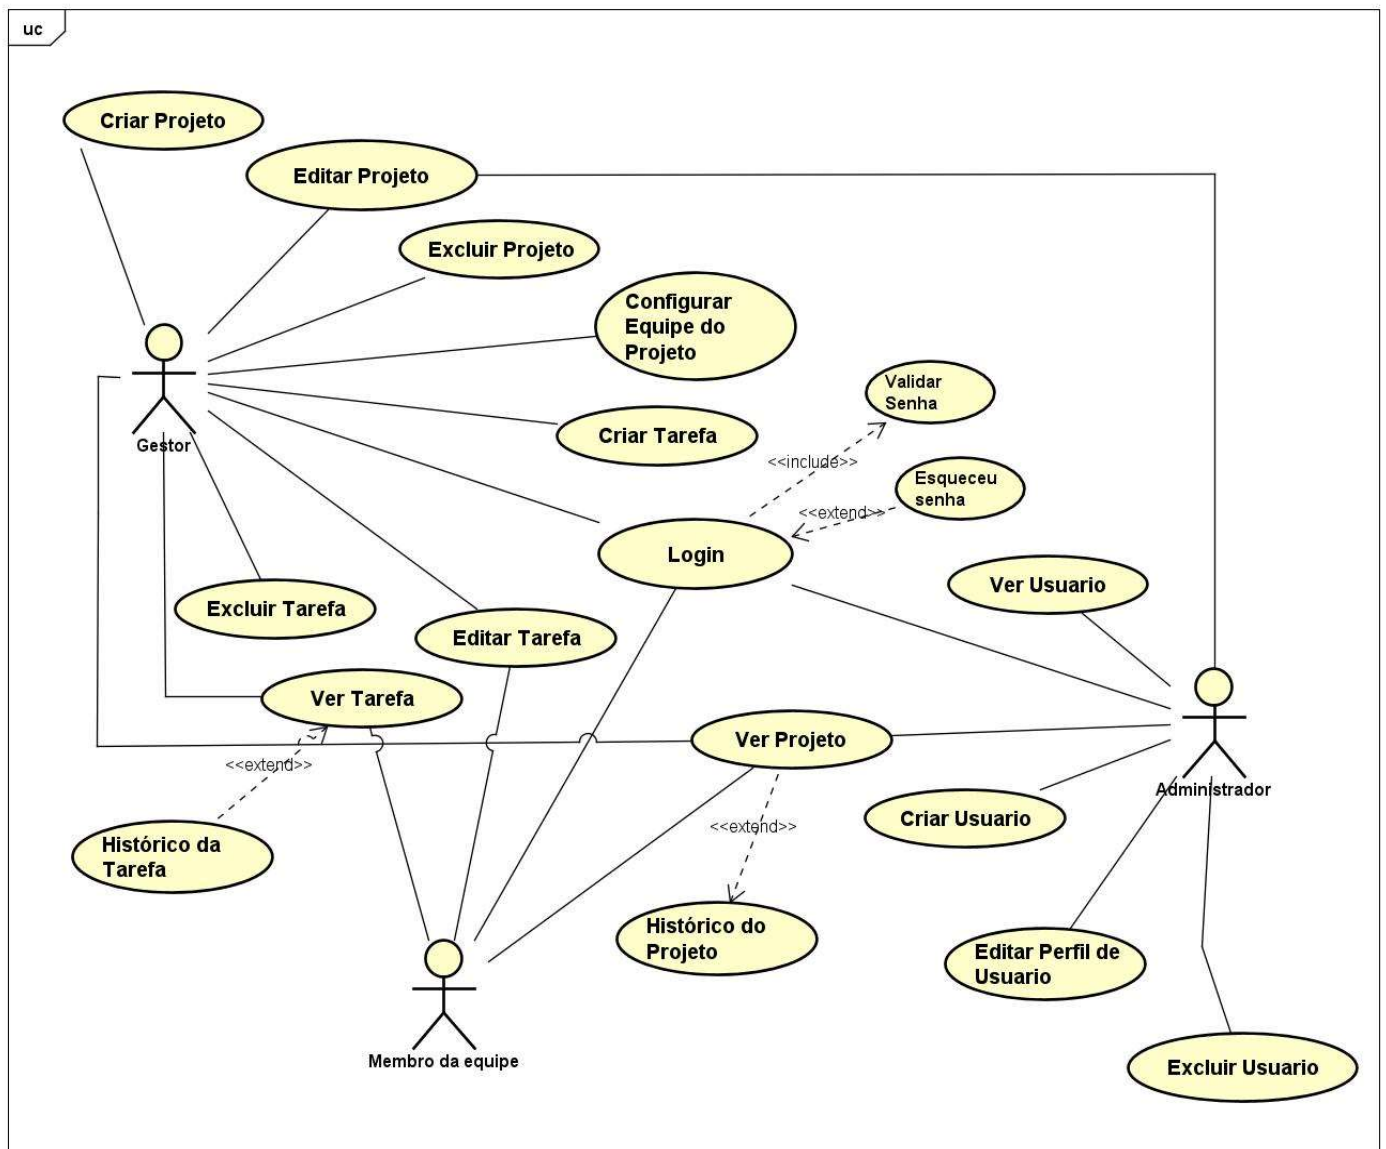 uc
Criar Projeto
Editar Projeto
Excluir Projeto
Configurar
Equipe do
Projeto
Validar
Senha
Gestor
Criar Tarefa
<<include>>
Esqueceu
senha
<<extend>>
Login
Ver Usuario
Excluir Tarefa
Editar Tarefa
Ver Tarefa
Ver Projeto
<<extend>>
Administrador
Criar Usuario
<<extend>>
Histórico da
Tarefa
Histórico do
Projeto
Editar Perfil de
Usuario
Membro da equipe
Excluir Usuario